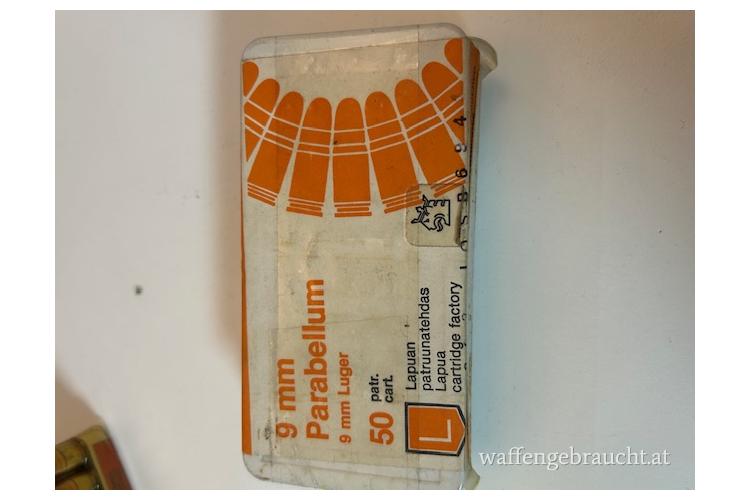 9 mm
Parabellum
9 mm Luger
50 patr.
cart.
L
Lapuan
patruunatehdas
Lapua
cartridge factory
waffengebraucht.at